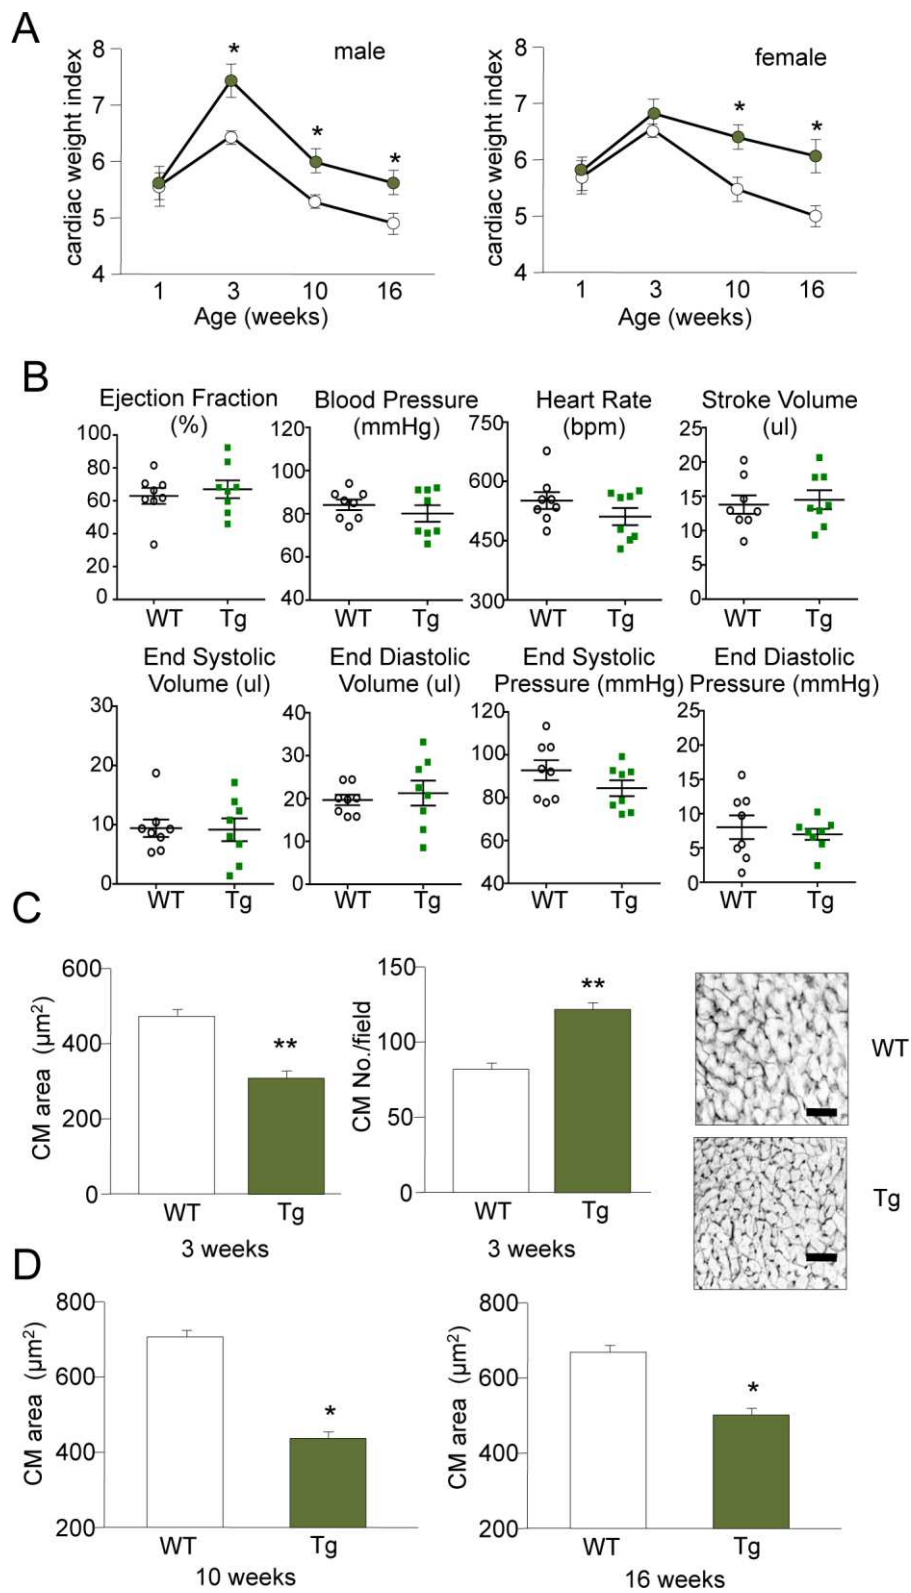 A
male
female
cardiac weight index
8
7
6
5
4
*
*
*
1 3 10 16
Age (weeks)
cardiac weight index
8
7
6
5
4
*
*
1 3 10 16
Age (weeks)
B
Ejection Fraction
(%)
100
80
60
40
20
0
WT Tg
Blood Pressure
(mmHg)
120
100
80
60
40
WT Tg
Heart Rate
(bpm)
750
600
450
300
WT Tg
Stroke Volume
(ul)
25
20
15
10
5
0
WT Tg
End Systolic
Volume (ul)
30
20
10
0
WT Tg
End Diastolic
Volume (ul)
40
30
20
10
0
WT Tg
End Systolic
Pressure (mmHg)
120
100
80
60
40
WT Tg
End Diastolic
Pressure (mmHg)
25
20
15
10
5
0
WT Tg
C
CM area (µm²)
600
400
200
0
**
WT Tg
3 weeks
CM No./field
150
100
50
0
**
WT Tg
3 weeks
WT
Tg
D
CM area (µm²)
800
600
400
200
*
WT Tg
10 weeks
CM area (µm²)
800
600
400
200
*
WT Tg
16 weeks